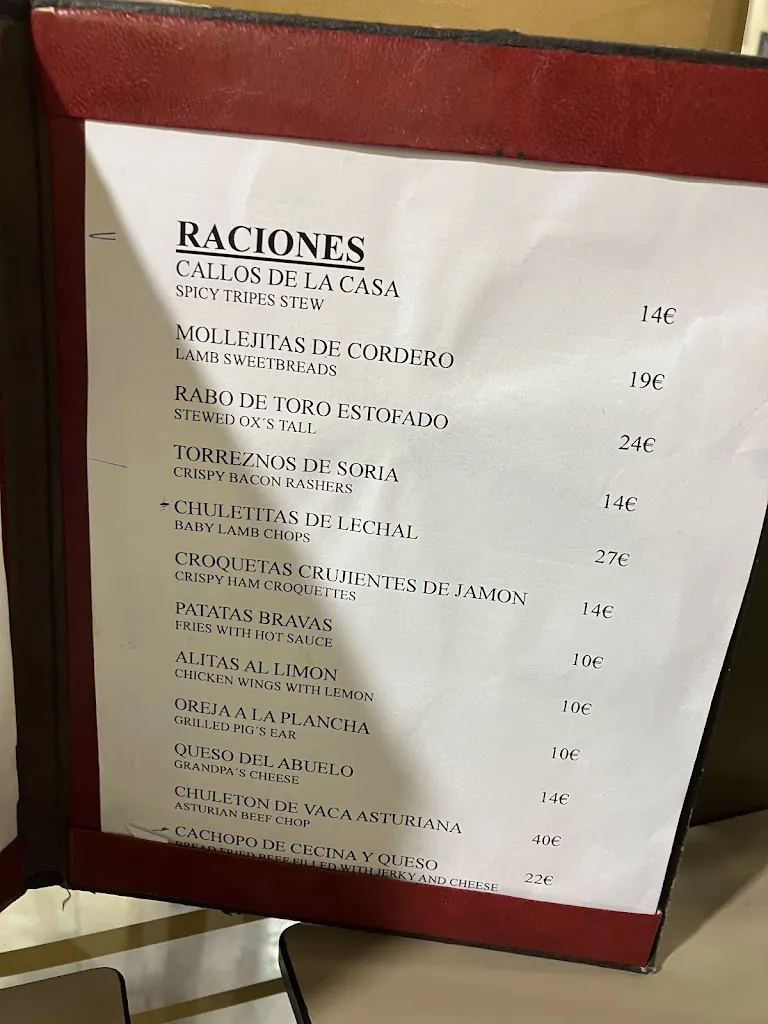 RACIONES
CALLOS DE LA CASA 14€
SPICY TRIPES STEW
MOLLEJITAS DE CORDERO 19€
LAMB SWEETBREADS
RABO DE TORO ESTOFADO 24€
STEWED OX´S TALL
TORREZNOS DE SORIA 14€
CRISPY BACON RASHERS
CHULETITAS DE LECHAL 27€
BABY LAMB CHOPS
CROQUETAS CRUJIENTES DE JAMON 14€
CRISPY HAM CROQUETTES
PATATAS BRAVAS 10€
FRIES WITH HOT SAUCE
ALITAS AL LIMON 10€
CHICKEN WINGS WITH LEMON
OREJA A LA PLANCHA 10€
GRILLED PIG´S EAR
QUESO DEL ABUELO 14€
GRANDPA´S CHEESE
CHULETON DE VACA ASTURIANA 40€
ASTURIAN BEEF CHOP
CACHOPO DE CECINA Y QUESO 22€
BREAD FRIED BEEF FILLED WITH JERKY AND CHEESE